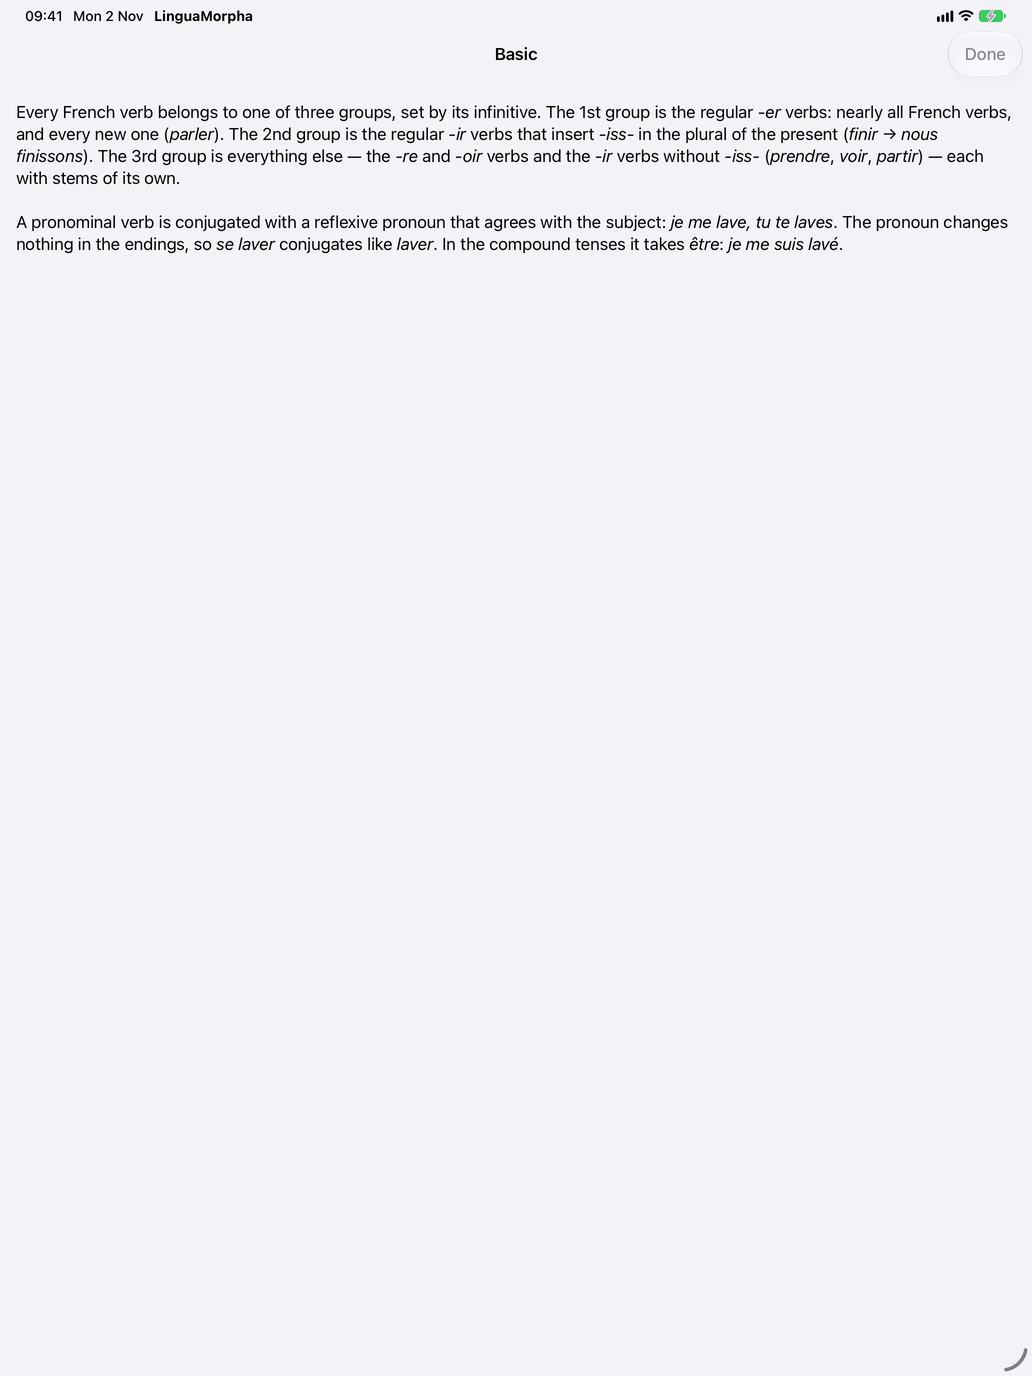 09:41 Mon 2 Nov LinguaMorpha
Basic
Done
Every French verb belongs to one of three groups, set by its infinitive. The 1st group is the regular -er verbs: nearly all French verbs,
and every new one (parler). The 2nd group is the regular -ir verbs that insert -iss- in the plural of the present (finir → nous
finissons). The 3rd group is everything else — the -re and -oir verbs and the -ir verbs without -iss- (prendre, voir, partir) — each
with stems of its own.
A pronominal verb is conjugated with a reflexive pronoun that agrees with the subject: je me lave, tu te laves. The pronoun changes
nothing in the endings, so se laver conjugates like laver. In the compound tenses it takes être: je me suis lavé.